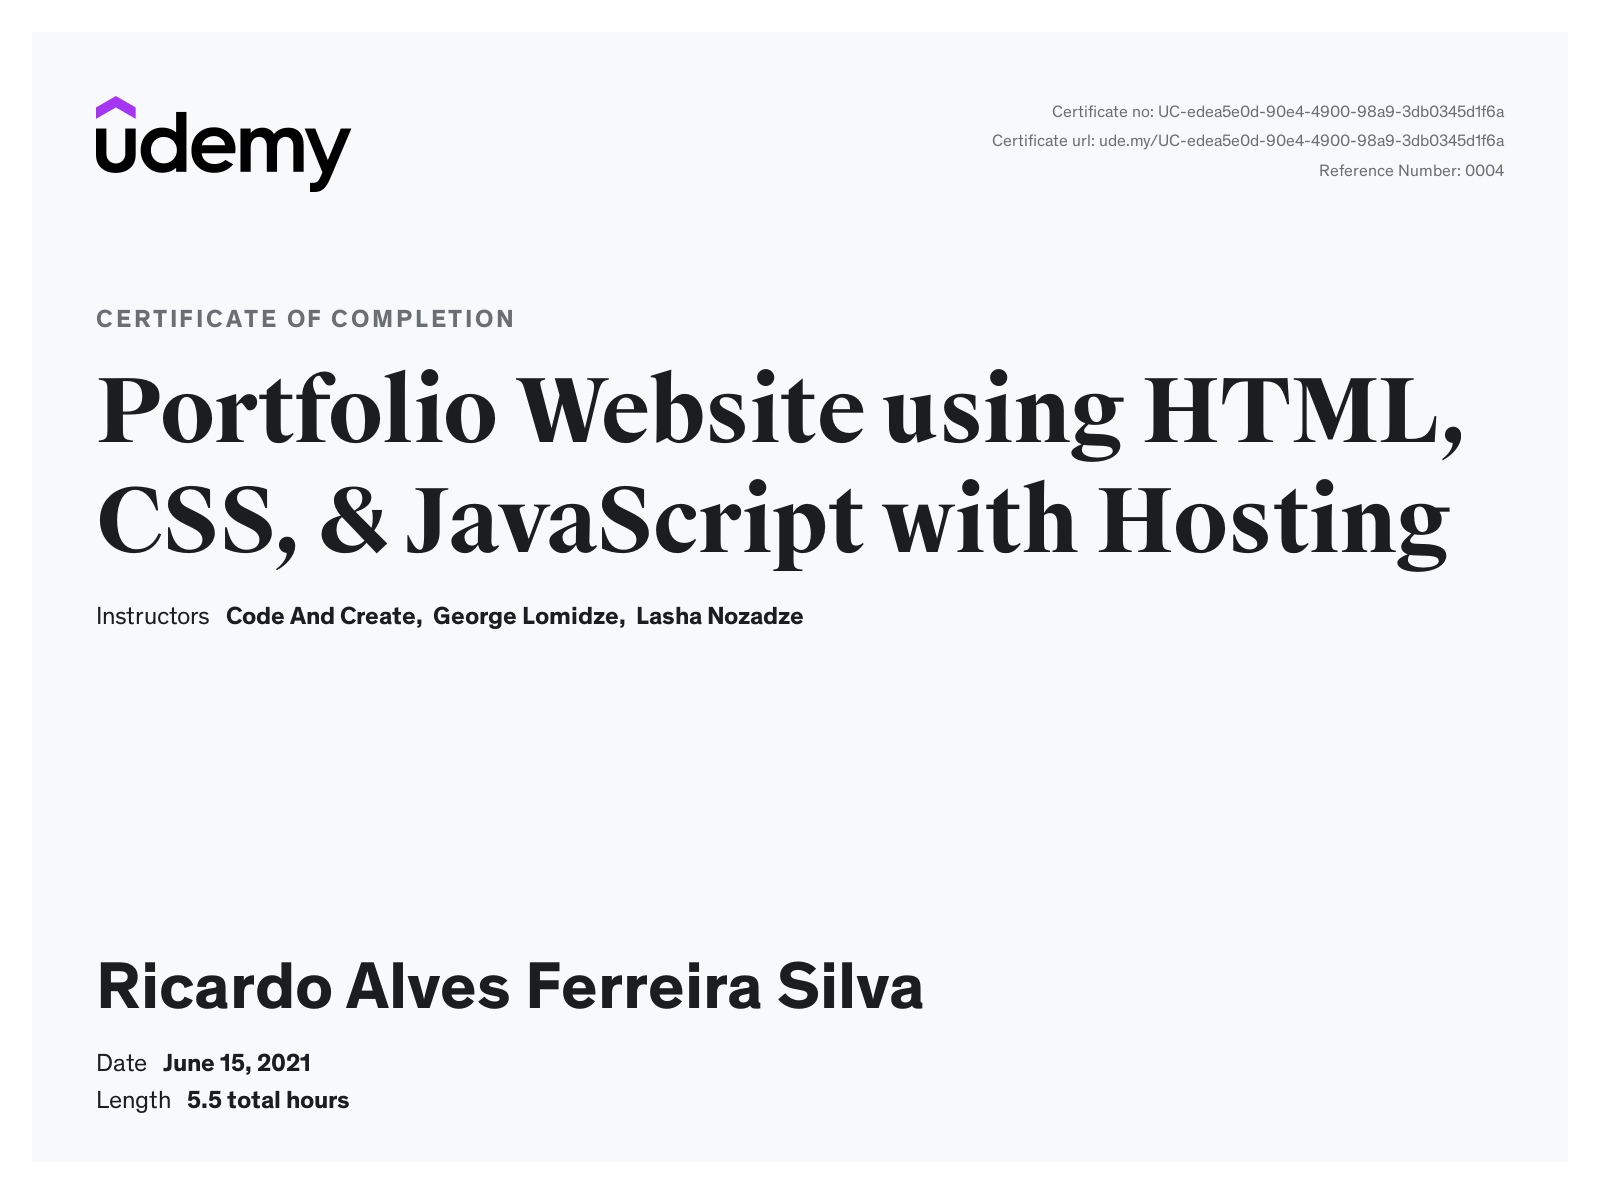 udemy
Certificate no: UC-edea5e0d-90e4-4900-98a9-3db0345d1f6a
Certificate url: ude.my/UC-edea5e0d-90e4-4900-98a9-3db0345d1f6a
Reference Number: 0004
CERTIFICATE OF COMPLETION
Portfolio Website using HTML,
CSS, & JavaScript with Hosting
Instructors Code And Create, George Lomidze, Lasha Nozadze
Ricardo Alves Ferreira Silva
Date June 15, 2021
Length 5.5 total hours